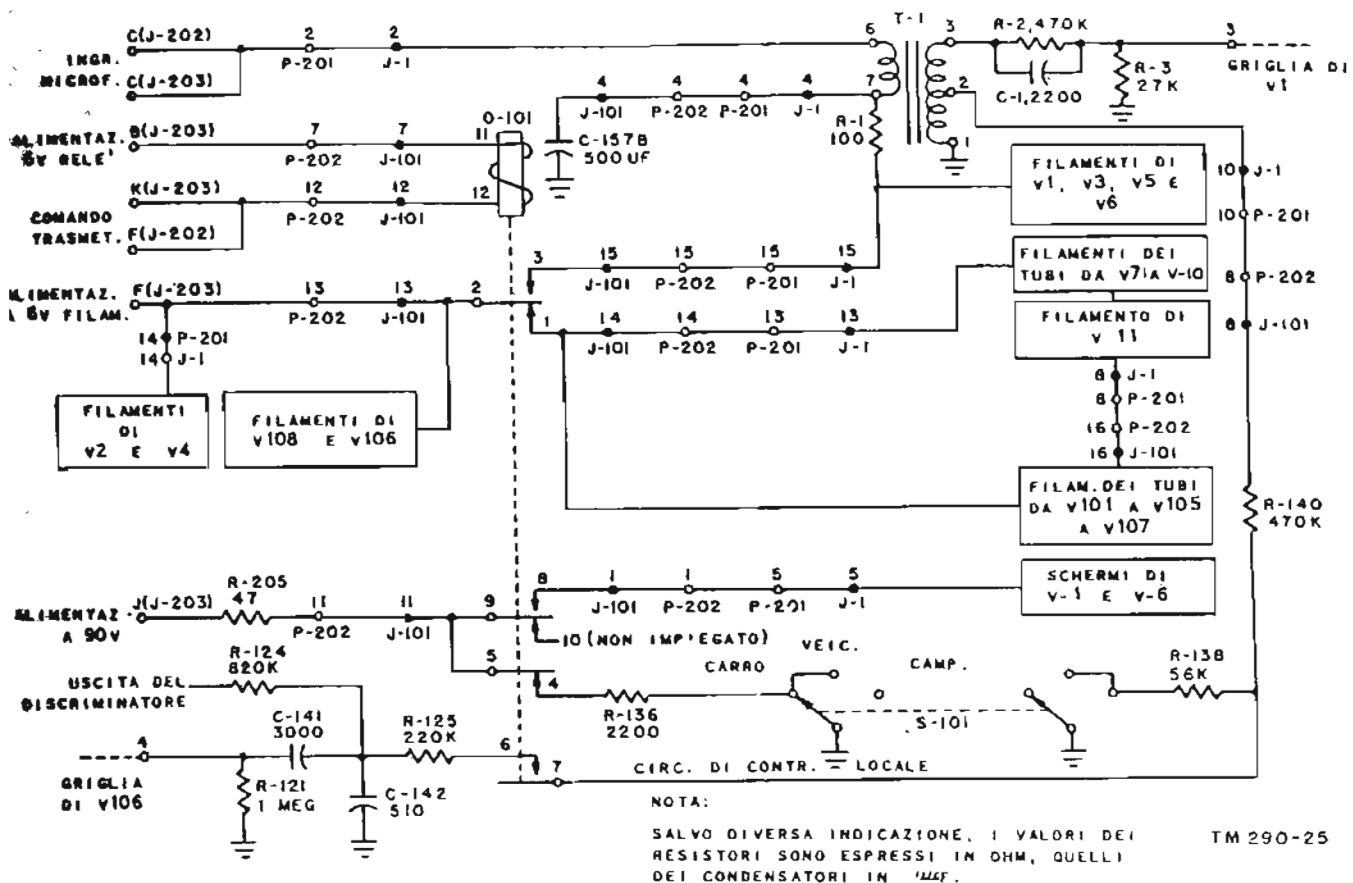 C(J-202)
2
2
6
T-1
3
R-2,470K
3
INGR.
MICROF.
P-201
J-1
C(J-203)
GRIGLIA DI
V1
R-3
27K
C-1,2200
2
1
4
4
4
4
7
J-101
P-202
P-201
J-1
R-1
100
C-157B
500UF
ALIMENTAZ.
6V RELE'
B(J-203)
7
7
11
O-101
P-202
J-101
K(J-203)
12
12
12
COMANDO
TRASMET.
P-202
J-101
F(J-202)
FILAMENTI DI
V1, V3, V5 E
V6
10 J-1
10 P-201
8 P-202
8 J-101
3
15
15
15
15
J-101
P-202
P-201
J-1
FILAMENTI DEI
TUBI DA V71A V-10
ALIMENTAZ.
A 6V FILAM.
F(J-203)
13
13
2
P-202
J-101
1
14
14
13
13
J-101
P-202
P-201
J-1
FILAMENTO DI
V 11
14 P-201
14 J-1
FILAMENTI
DI
V2 E V4
FILAMENTI DI
V108 E V106
8 J-1
8 P-201
16 P-202
16 J-101
FILAM.DEI TUBI
DA V101 A V105
A V107
R-140
470K
ALIMENTAZ.
A 90V
J(J-203)
R-205
47
11
11
9
P-202
J-101
8
1
1
5
5
J-101
P-202
P-201
J-1
SCHERMI DI
V-1 E V-6
10 (NON IMPIEGATO)
5
4
R-136
2200
CARRO
VEIC.
CAMP.
S-101
R-138
56K
USCITA DEL
DISCRIMINATORE
R-124
820K
C-141
3000
R-125
220K
6
7
4
GRIGLIA
DI V106
R-121
1 MEG
C-142
510
CIRC. DI CONTR. LOCALE
NOTA:
SALVO DIVERSA INDICAZIONE, I VALORI DEI
RESISTORI SONO ESPRESSI IN OHM, QUELLI
DEI CONDENSATORI IN
TM 290-25